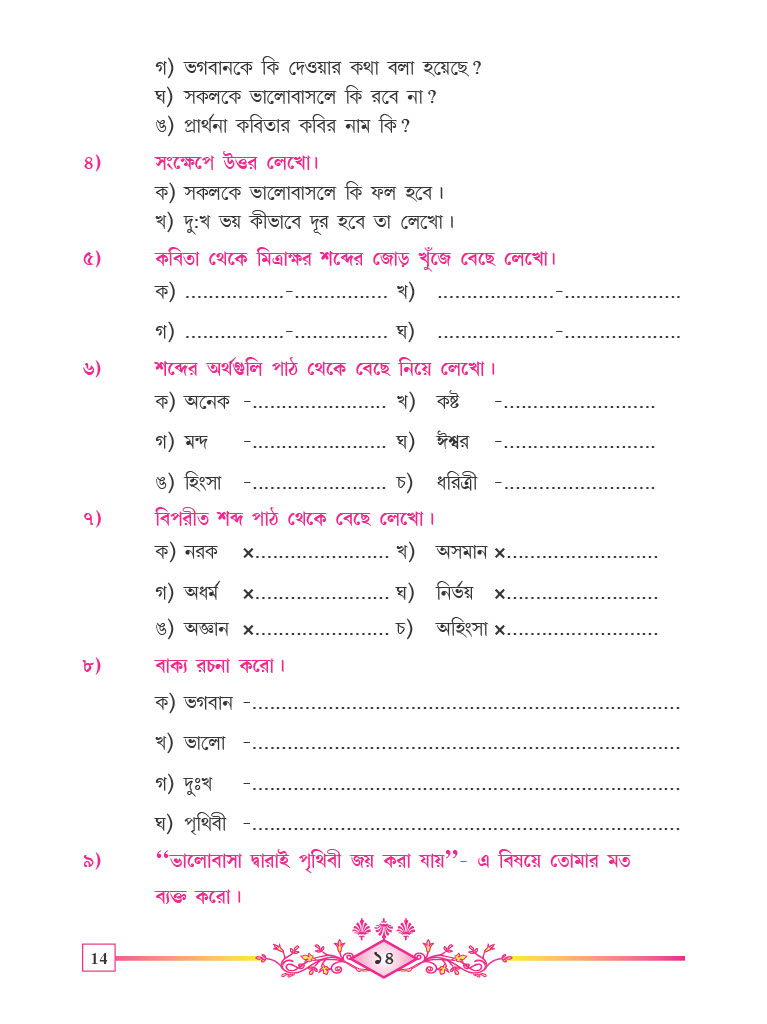 গ) ভগবানকে কি দেওয়ার কথা বলা হয়েছে ?
ঘ) সকলকে ভালোবাসলে কি রবে না ?
ঙ) প্রার্থনা কবিতার কবির নাম কি ?
৪) সংক্ষেপে উত্তর লেখো।
ক) সকলকে ভালোবাসলে কি ফল হবে ।
খ) দু:খ ভয় কীভাবে দূর হবে তা লেখো ।
৫) কবিতা থেকে মিত্রাক্ষর শব্দের জোড় খুঁজে বেছে লেখো।
ক) .................-................ খ) ....................-....................
গ) .................-................ ঘ) ....................-....................
৬) শব্দের অর্থগুলি পাঠ থেকে বেছে নিয়ে লেখো ।
ক) অনেক -....................... খ) কষ্ট -..........................
গ) মন্দ -....................... ঘ) ঈশ্বর -..........................
ঙ) হিংসা -....................... চ) ধরিত্রী -..........................
৭) বিপরীত শব্দ পাঠ থেকে বেছে লেখো ।
ক) নরক ×....................... খ) অসমান ×..........................
গ) অধর্ম ×....................... ঘ) নির্ভয় ×..........................
ঙ) অজ্ঞান ×....................... চ) অহিংসা ×..........................
৮) বাক্য রচনা করো ।
ক) ভগবান -.........................................................................
খ) ভালো -.........................................................................
গ) দুঃখ -.........................................................................
ঘ) পৃথিবী -.........................................................................
৯) “ভালোবাসা দ্বারাই পৃথিবী জয় করা যায়”- এ বিষয়ে তোমার মত
ব্যক্ত করো ।
14 ১৪